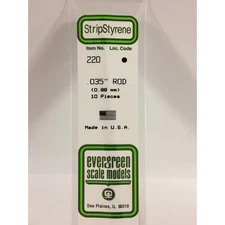 StripStyrene
Item No. Loc. Code
220
.035" ROD
(0.88 mm)
10 Pieces
Made in U.S.A.
evergreen
scale models
Des Plaines, IL 60018